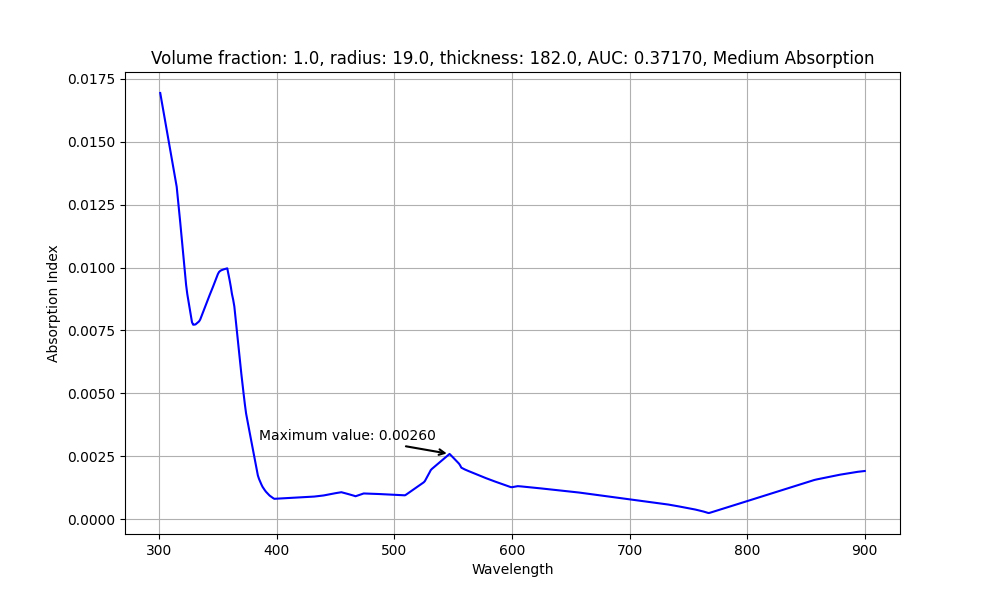 Volume fraction: 1.0, radius: 19.0, thickness: 182.0, AUC: 0.37170, Medium Absorption
0.0175
0.0150
0.0125
0.0100
0.0075
0.0050
0.0025
0.0000
Absorption Index
Maximum value: 0.00260
300 400 500 600 700 800 900
Wavelength